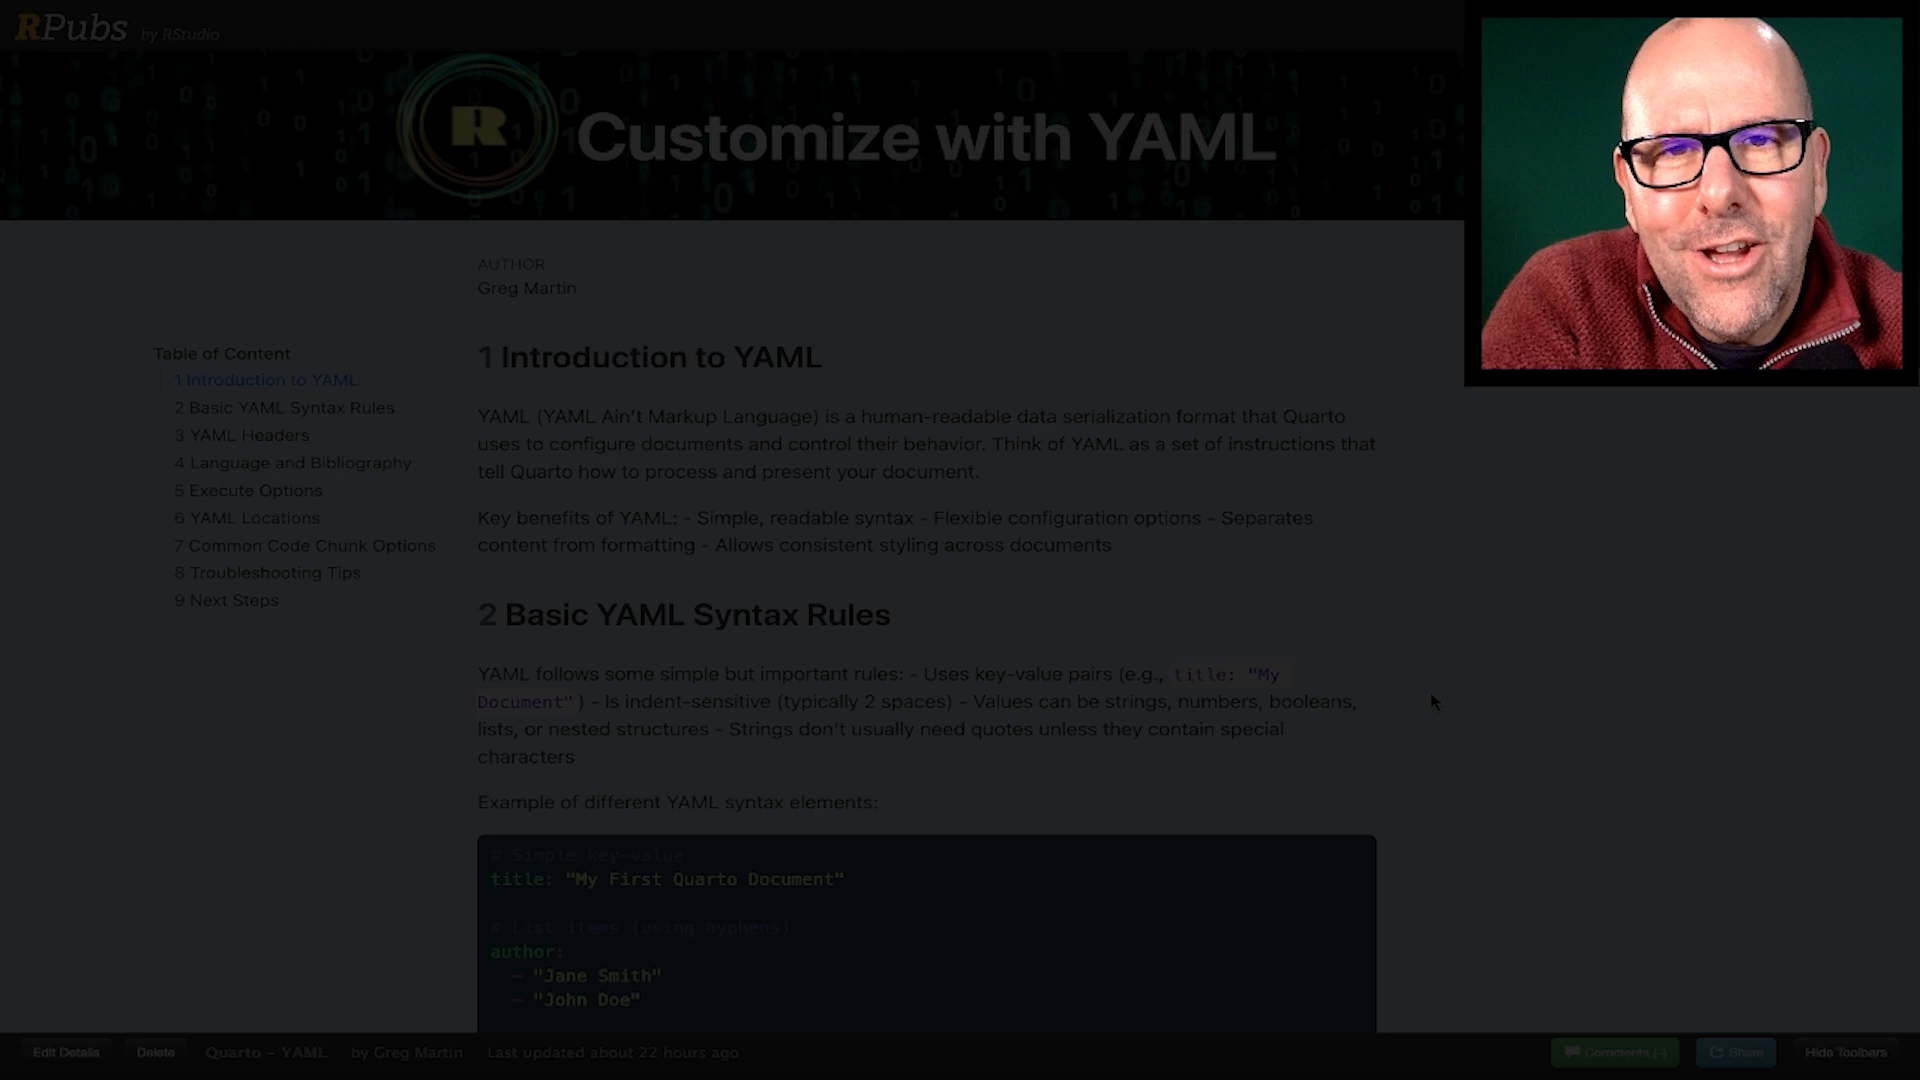 RPubs by RStudio
R Customize with YAML
AUTHOR
Greg Martin
Table of Content
1 Introduction to YAML
2 Basic YAML Syntax Rules
3 YAML Headers
4 Language and Bibliography
5 Execute Options
6 YAML Locations
7 Common Code Chunk Options
8 Troubleshooting Tips
9 Next Steps
1 Introduction to YAML
YAML (YAML Ain't Markup Language) is a human-readable data serialization format that Quarto
uses to configure documents and control their behavior. Think of YAML as a set of instructions that
tell Quarto how to process and present your document.
Key benefits of YAML: - Simple, readable syntax - Flexible configuration options - Separates
content from formatting - Allows consistent styling across documents
2 Basic YAML Syntax Rules
YAML follows some simple but important rules: - Uses key-value pairs (e.g., title: "My
Document") - Is indent-sensitive (typically 2 spaces) - Values can be strings, numbers, booleans,
lists, or nested structures - Strings don't usually need quotes unless they contain special
characters
Example of different YAML syntax elements:
# Simple key-value
title: "My First Quarto Document"
# List items (using hyphens)
author:
- "Jane Smith"
- "John Doe"
Edit Details Delete Quarto - YAML by Greg Martin Last updated about 22 hours ago Comments (-) Share Hide Toolbars